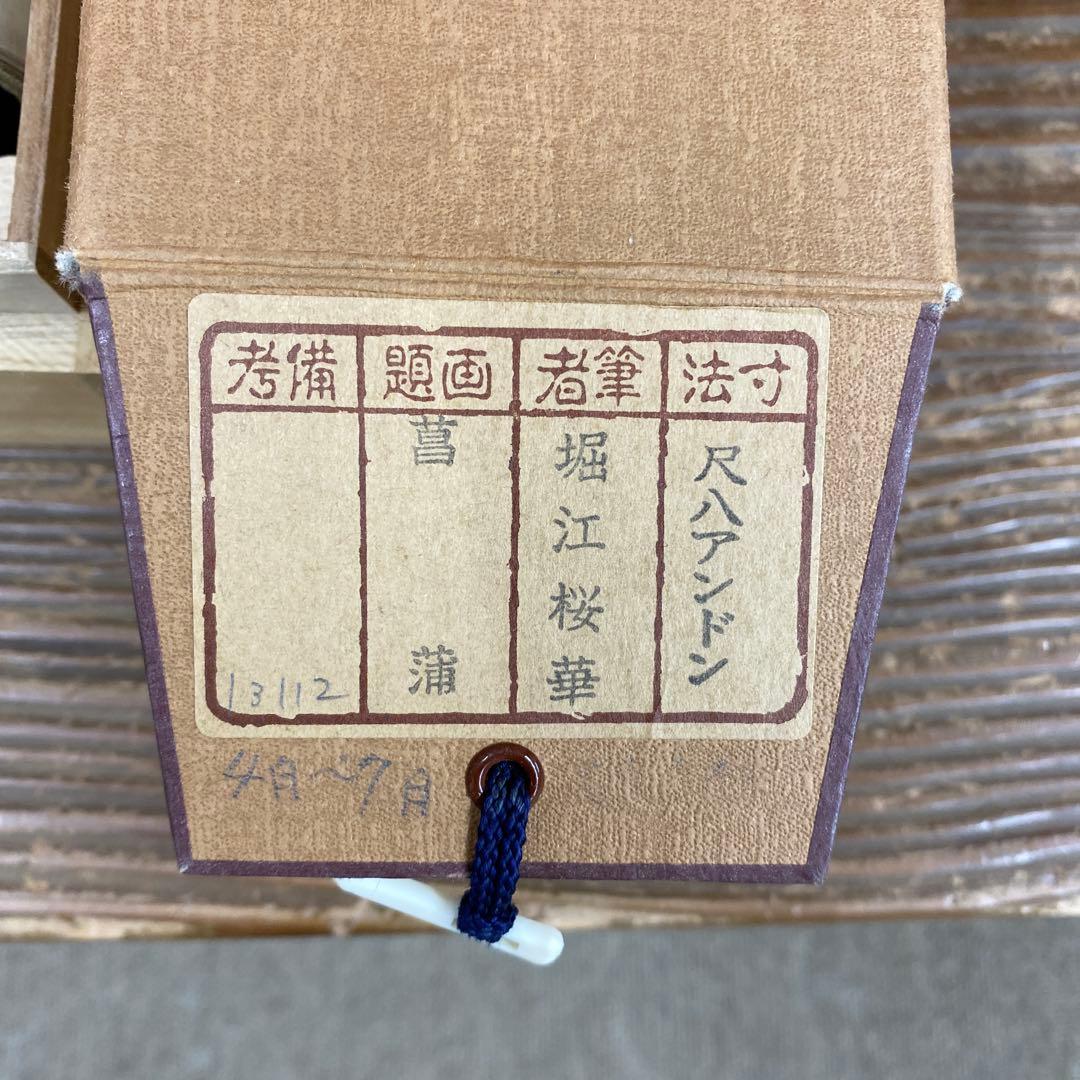 寸法
尺八アンドン
筆者
堀江桜華
画題
菖蒲
備考
13112
4月~7月